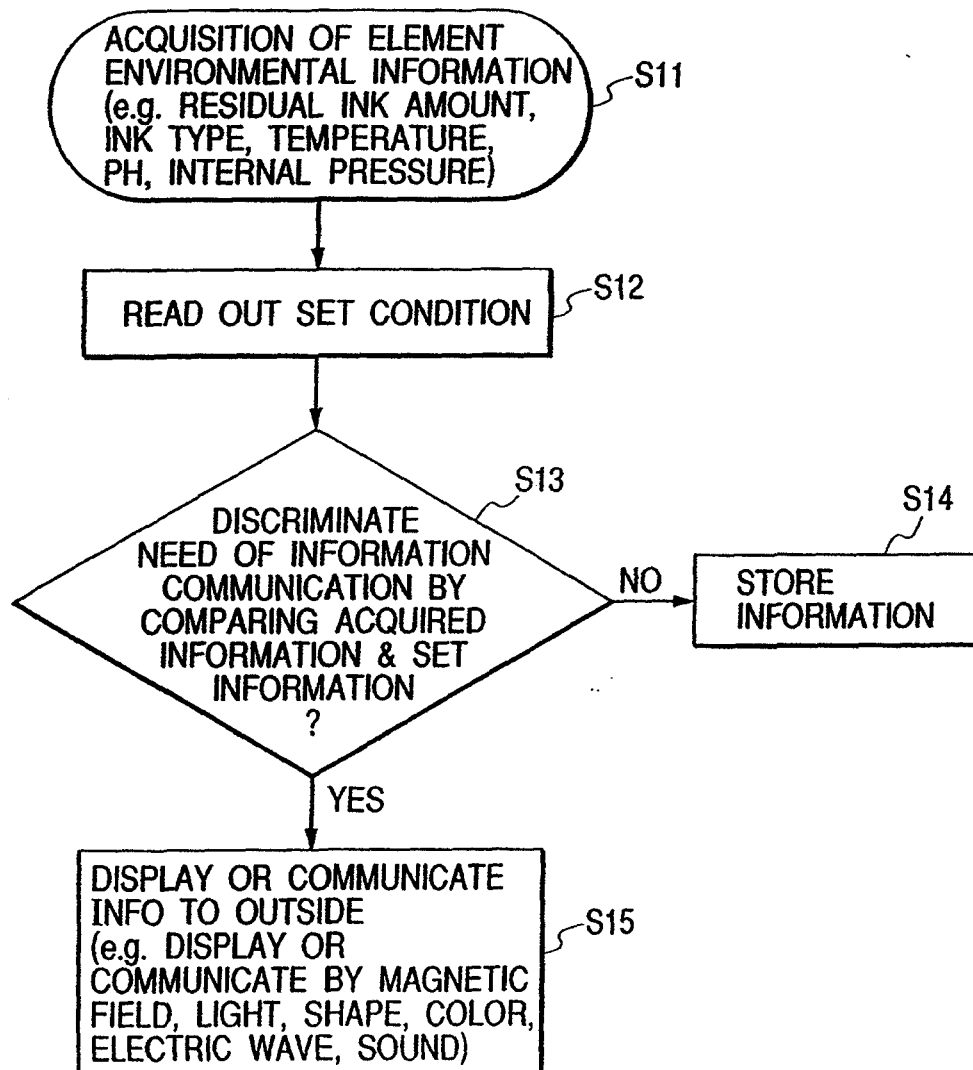 ACQUISITION OF ELEMENT
ENVIRONMENTAL INFORMATION
(e.g. RESIDUAL INK AMOUNT,
INK TYPE, TEMPERATURE,
PH, INTERNAL PRESSURE)
S11
READ OUT SET CONDITION
S12
DISCRIMINATE
NEED OF INFORMATION
COMMUNICATION BY
COMPARING ACQUIRED
INFORMATION & SET
INFORMATION
?
S13
NO
STORE
INFORMATION
S14
YES
DISPLAY OR COMMUNICATE
INFO TO OUTSIDE
(e.g. DISPLAY OR
COMMUNICATE BY MAGNETIC
FIELD, LIGHT, SHAPE, COLOR,
ELECTRIC WAVE, SOUND)
S15